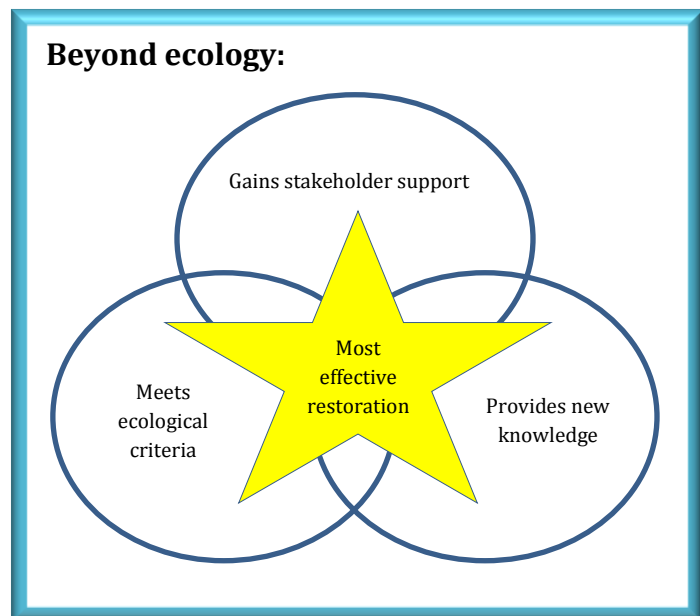 Beyond ecology:
Gains stakeholder support
Most
effective
restoration
Meets
ecological
criteria
Provides new
knowledge